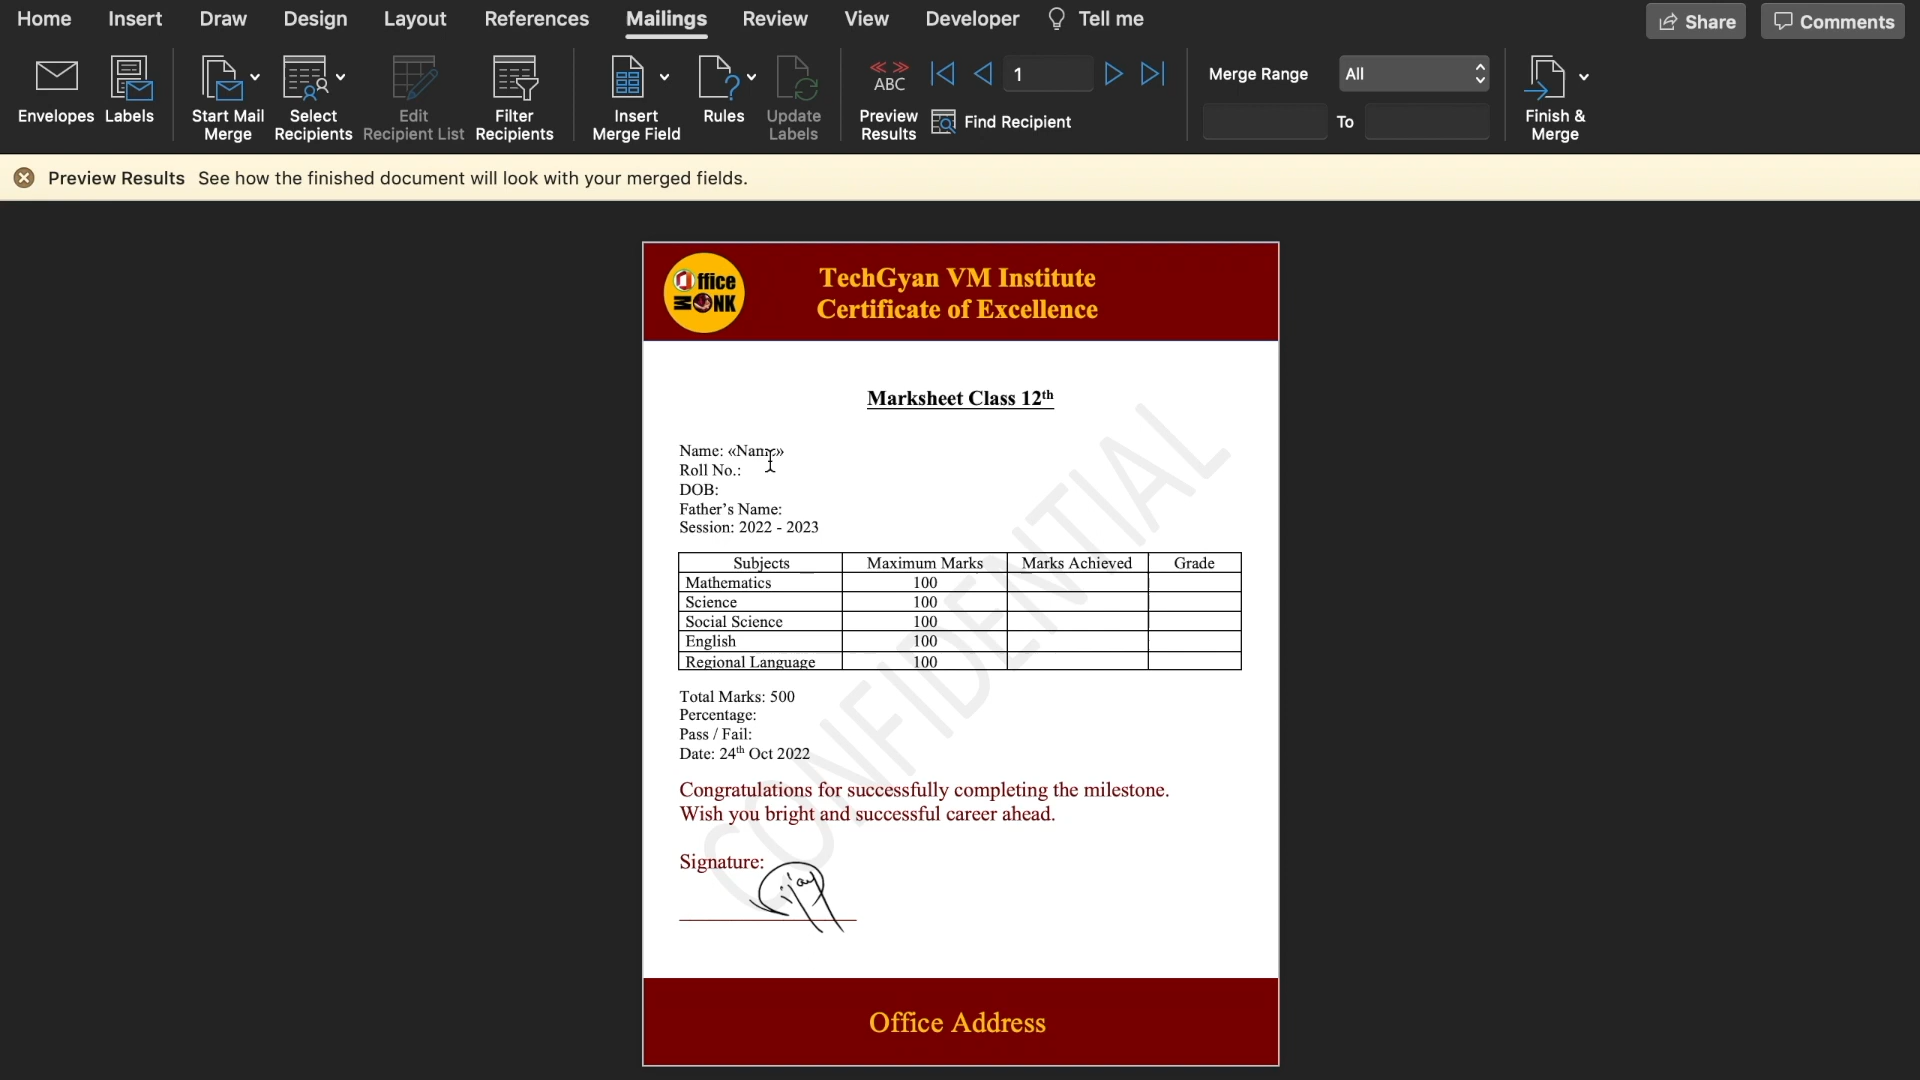 Home Insert Draw Design Layout References Mailings Review View Developer Tell me Share Comments
Envelopes Labels Start Mail Merge Select Recipients Edit Recipient List Filter Recipients Insert Merge Field Rules Update Labels ABC Preview Results 1 Find Recipient Merge Range All To Finish & Merge
Preview Results See how the finished document will look with your merged fields.
Office MONK
TechGyan VM Institute
Certificate of Excellence
Marksheet Class 12th
Name: «Name»
Roll No.:
DOB:
Father's Name:
Session: 2022 - 2023
Subjects Maximum Marks Marks Achieved Grade
Mathematics 100
Science 100
Social Science 100
English 100
Regional Language 100
CONFIDENTIAL
Total Marks: 500
Percentage:
Pass / Fail:
Date: 24th Oct 2022
Congratulations for successfully completing the milestone.
Wish you bright and successful career ahead.
Signature:
Office Address